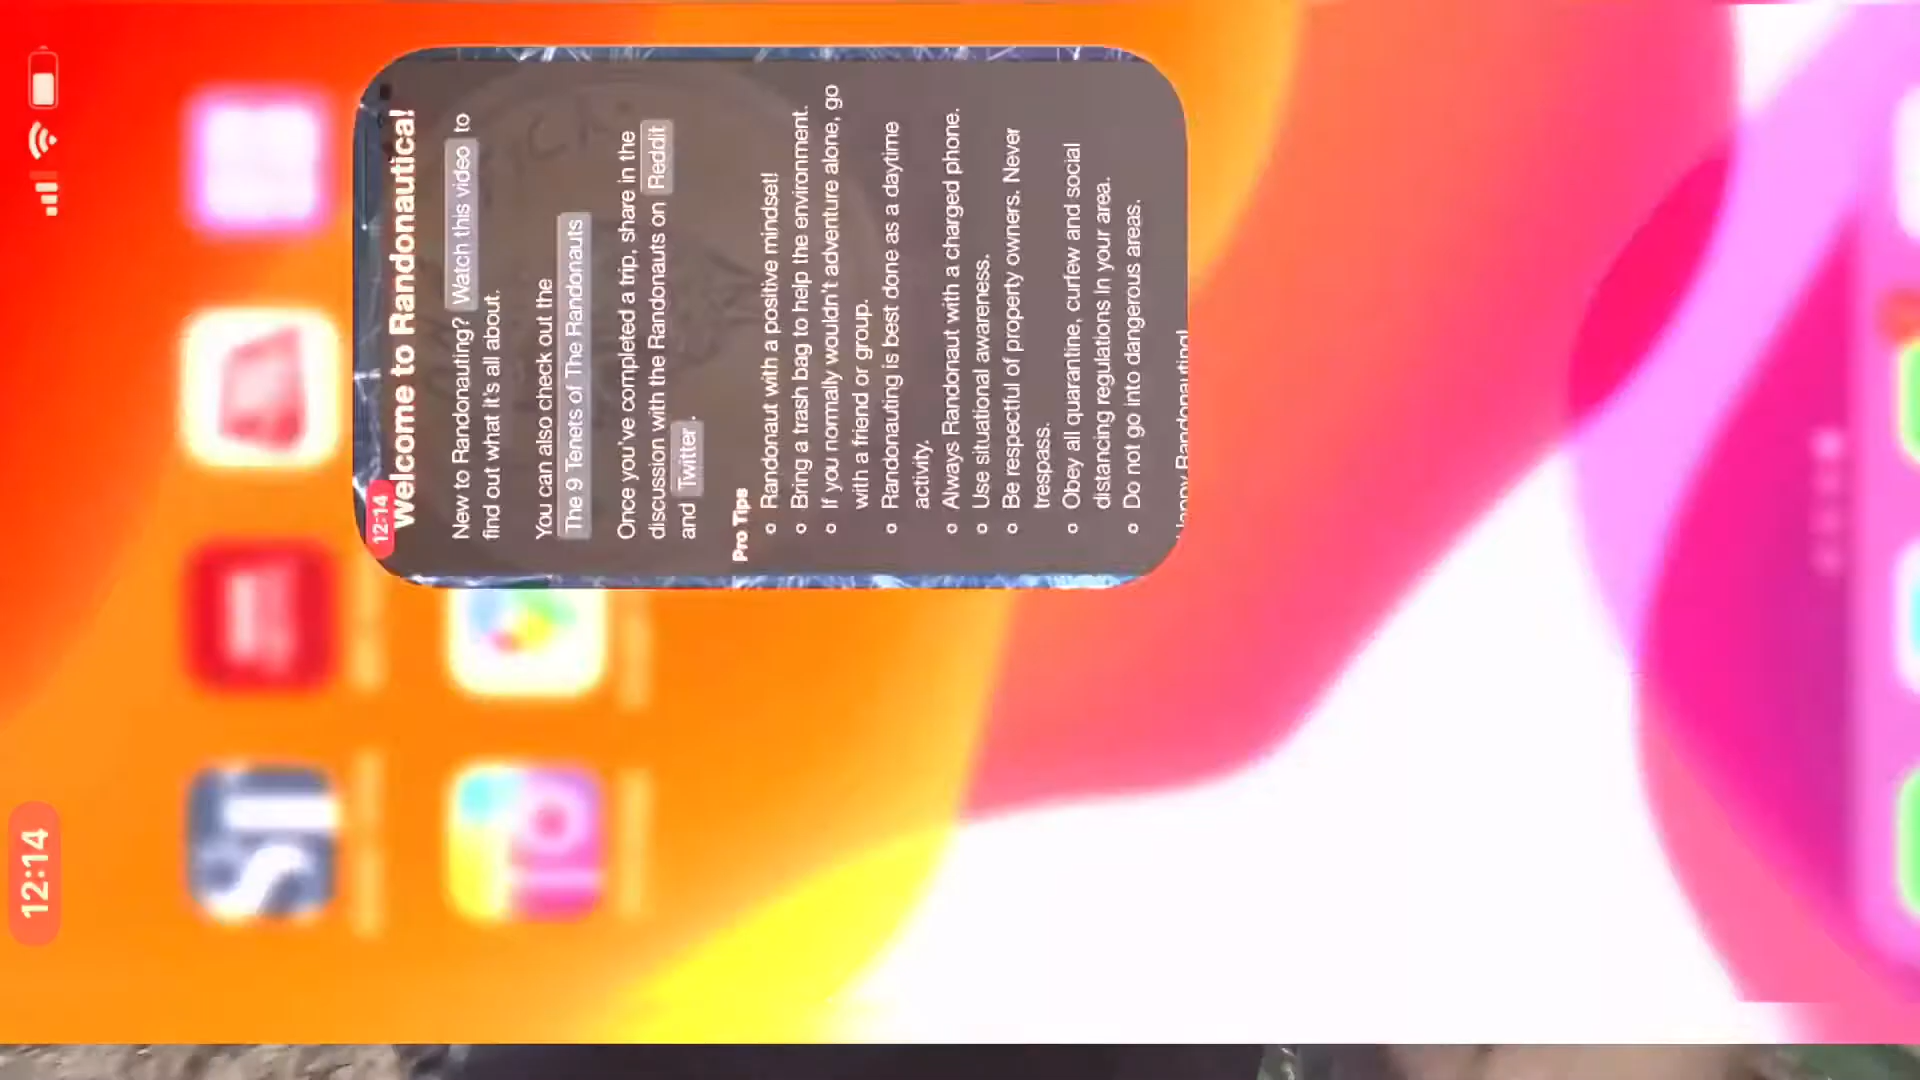 12:14
12:14
Welcome to Randonautica!
New to Randonauting? Watch this video to
find out what it's all about.
You can also check out the
The 9 Tenets of The Randonauts
Once you've completed a trip, share in the
discussion with the Randonauts on Reddit
and Twitter.
Pro Tips
Randonaut with a positive mindset!
Bring a trash bag to help the environment.
If you normally wouldn't adventure alone, go
with a friend or group.
Randonauting is best done as a daytime
activity.
Always Randonaut with a charged phone.
Use situational awareness.
Be respectful of property owners. Never
trespass.
Obey all quarantine, curfew and social
distancing regulations in your area.
Do not go into dangerous areas.
Happy Randonauting!